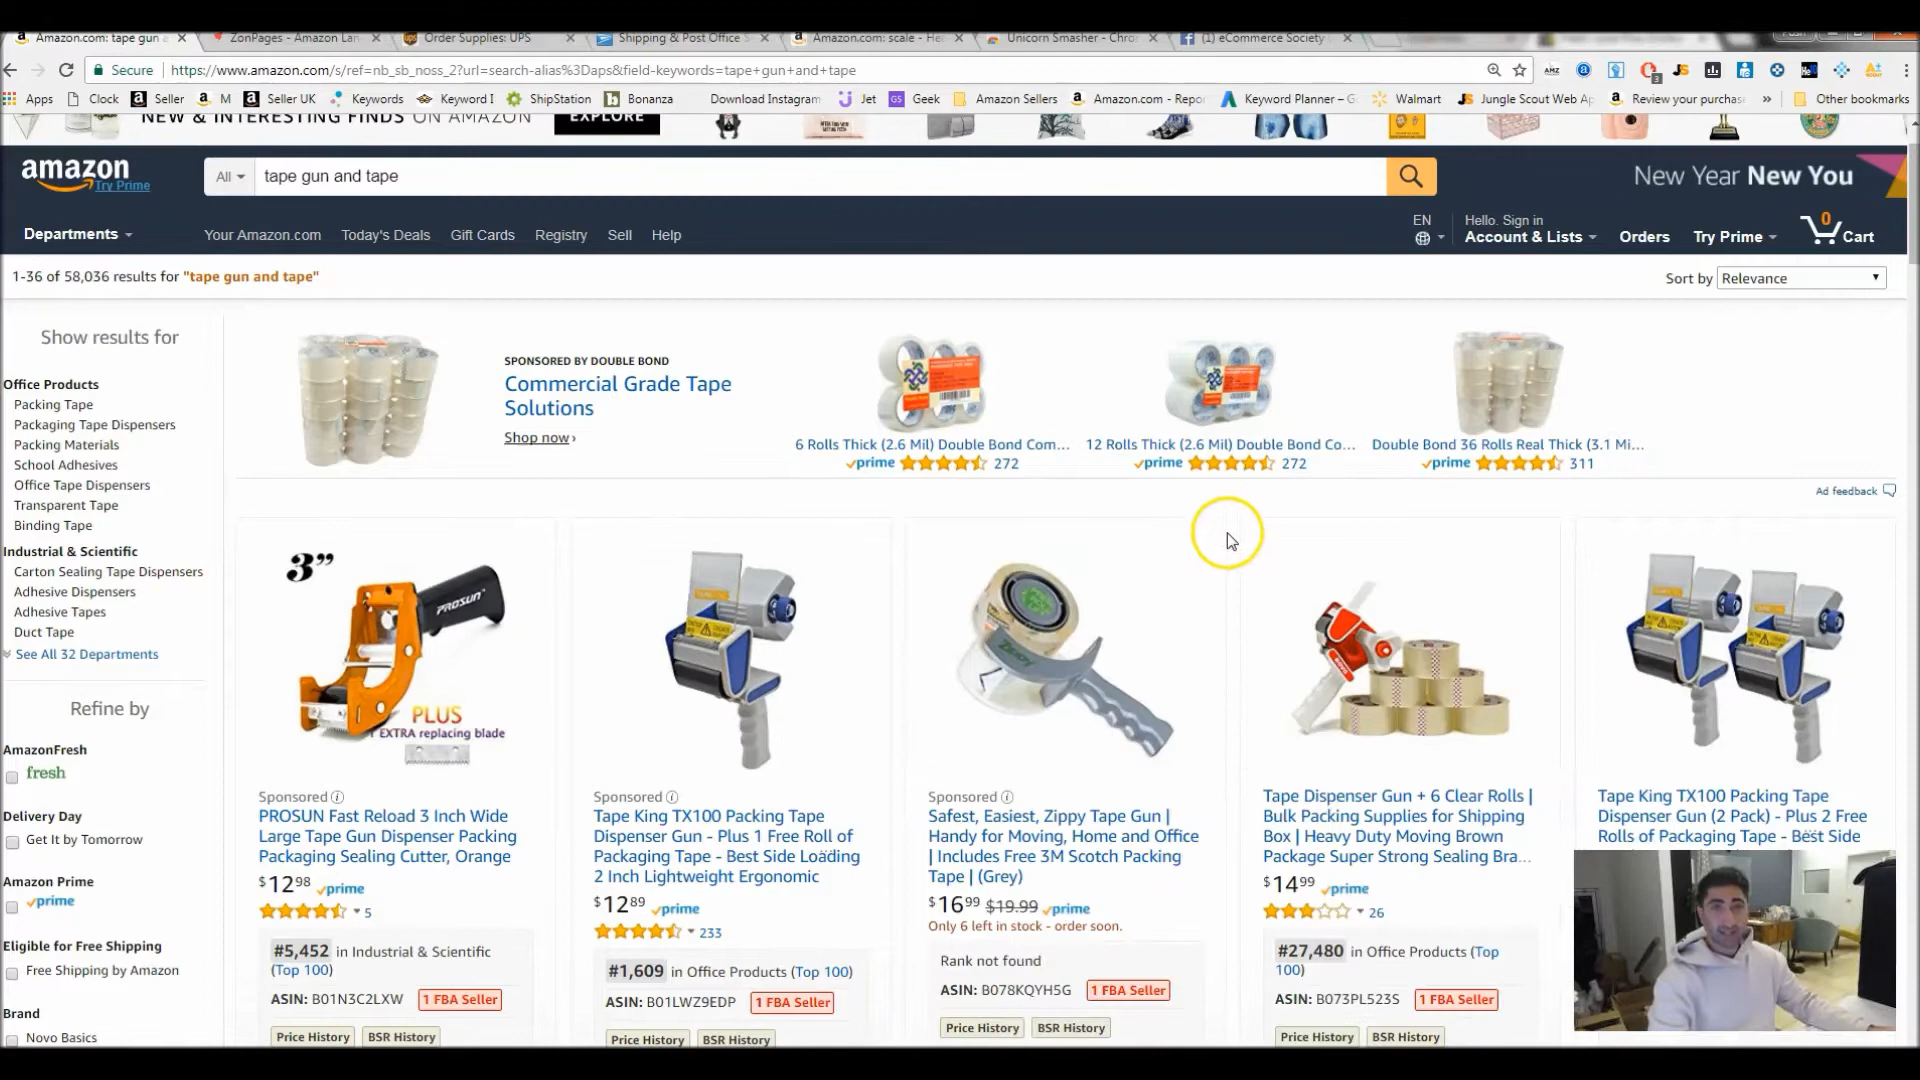 Amazon.com: tape gun a
ZonPages - Amazon Lan
Order Supplies: UPS
Shipping & Post Office S
Amazon.com: scale - He
Unicorn Smasher - Chro
(1) eCommerce Society
Secure https://www.amazon.com/s/ref=nb_sb_noss_2?url=search-alias%3Daps&field-keywords=tape+gun+and+tape
Apps Clock Seller M Seller UK Keywords Keyword I ShipStation Bonanza Download Instagram Jet Geek Amazon Sellers Amazon.com - Repo Keyword Planner – G Walmart Jungle Scout Web Ap Review your purchas » Other bookmarks
NEW & INTERESTING FINDS ON AMAZON EXPLORE
amazon
Try Prime
All
tape gun and tape
New Year New You
Departments
Your Amazon.com Today's Deals Gift Cards Registry Sell Help
EN
Hello. Sign in
Account & Lists
Orders
Try Prime
0
Cart
1-36 of 58,036 results for "tape gun and tape"
Sort by Relevance
Show results for
Office Products
Packing Tape
Packaging Tape Dispensers
Packing Materials
School Adhesives
Office Tape Dispensers
Transparent Tape
Binding Tape
Industrial & Scientific
Carton Sealing Tape Dispensers
Adhesive Dispensers
Adhesive Tapes
Duct Tape
See All 32 Departments
Refine by
AmazonFresh
fresh
Delivery Day
Get It by Tomorrow
Amazon Prime
prime
Eligible for Free Shipping
Free Shipping by Amazon
Brand
Novo Basics
SPONSORED BY DOUBLE BOND
Commercial Grade Tape
Solutions
Shop now ›
6 Rolls Thick (2.6 Mil) Double Bond Com...
prime 272
12 Rolls Thick (2.6 Mil) Double Bond Co...
prime 272
Double Bond 36 Rolls Real Thick (3.1 Mi...
prime 311
Ad feedback
3”
PROSUN
PLUS
EXTRA replacing blade
Sponsored
PROSUN Fast Reload 3 Inch Wide
Large Tape Gun Dispenser Packing
Packaging Sealing Cutter, Orange
$12.98 prime
5
#5,452 in Industrial & Scientific
(Top 100)
ASIN: B01N3C2LXW 1 FBA Seller
Price History BSR History
Sponsored
Tape King TX100 Packing Tape
Dispenser Gun - Plus 1 Free Roll of
Packaging Tape - Best Side Loading
2 Inch Lightweight Ergonomic
$12.89 prime
233
#1,609 in Office Products (Top 100)
ASIN: B01LWZ9EDP 1 FBA Seller
Price History BSR History
Zippy
Sponsored
Safest, Easiest, Zippy Tape Gun |
Handy for Moving, Home and Office
| Includes Free 3M Scotch Packing
Tape | (Grey)
$16.99 $19.99 prime
Only 6 left in stock - order soon.
Rank not found
ASIN: B078KQYH5G 1 FBA Seller
Price History BSR History
Tape Dispenser Gun + 6 Clear Rolls |
Bulk Packing Supplies for Shipping
Box | Heavy Duty Moving Brown
Package Super Strong Sealing Bra...
$14.99 prime
26
#27,480 in Office Products (Top
100)
ASIN: B073PL523S 1 FBA Seller
Price History BSR History
Tape King TX100 Packing Tape
Dispenser Gun (2 Pack) - Plus 2 Free
Rolls of Packaging Tape - Best Side